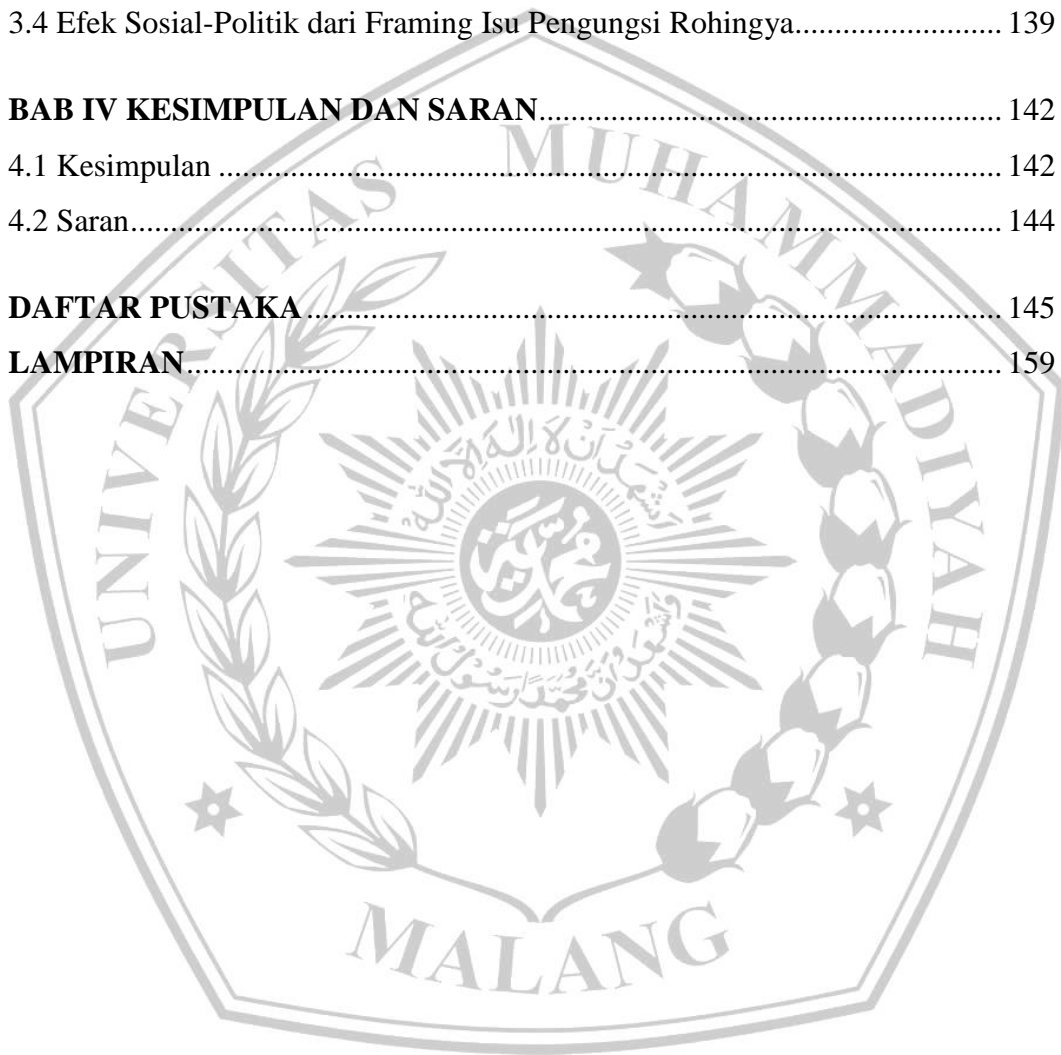 3.4 Efek Sosial-Politik dari Framing Isu Pengungsi Rohingya.......................... 139
BAB IV KESIMPULAN DAN SARAN........................................................... 142
4.1 Kesimpulan .................................................................................................... 142
4.2 Saran............................................................................................................... 144
DAFTAR PUSTAKA......................................................................................... 145
LAMPIRAN........................................................................................................ 159
UNIVERSITAS MUHAMMADIYAH
MALANG